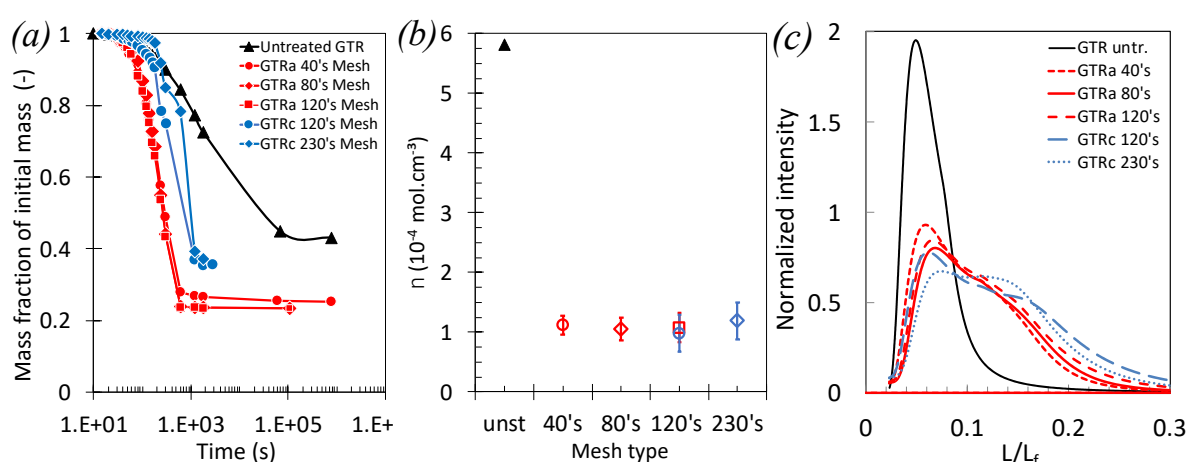 (a)
1
0.8
0.6
0.4
0.2
0
Mass fraction of initial mass (-)
Untreated GTR
GTRa 40's Mesh
GTRa 80's Mesh
GTRa 120's Mesh
GTRc 120's Mesh
GTRc 230's Mesh
1.E+01 1.E+03 1.E+05 1.E+
Time (s)
(b)
6
5
4
3
2
1
0
n (10⁻⁴ mol.cm⁻³)
unst 40's 80's 120's 230's
Mesh type
(c)
2
1.5
1
0.5
0
Normalized intensity
GTR untr.
GTRa 40's
GTRa 80's
GTRa 120's
GTRc 120's
GTRc 230's
0 0.1 0.2 0.3
L/Lf